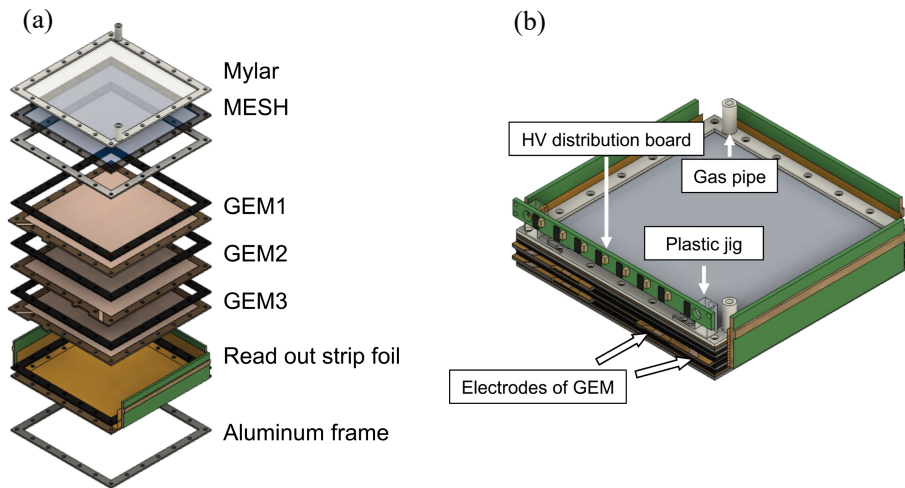 (a)
Mylar
MESH
GEM1
GEM2
GEM3
Read out strip foil
Aluminum frame
(b)
HV distribution board
Gas pipe
Plastic jig
Electrodes of GEM